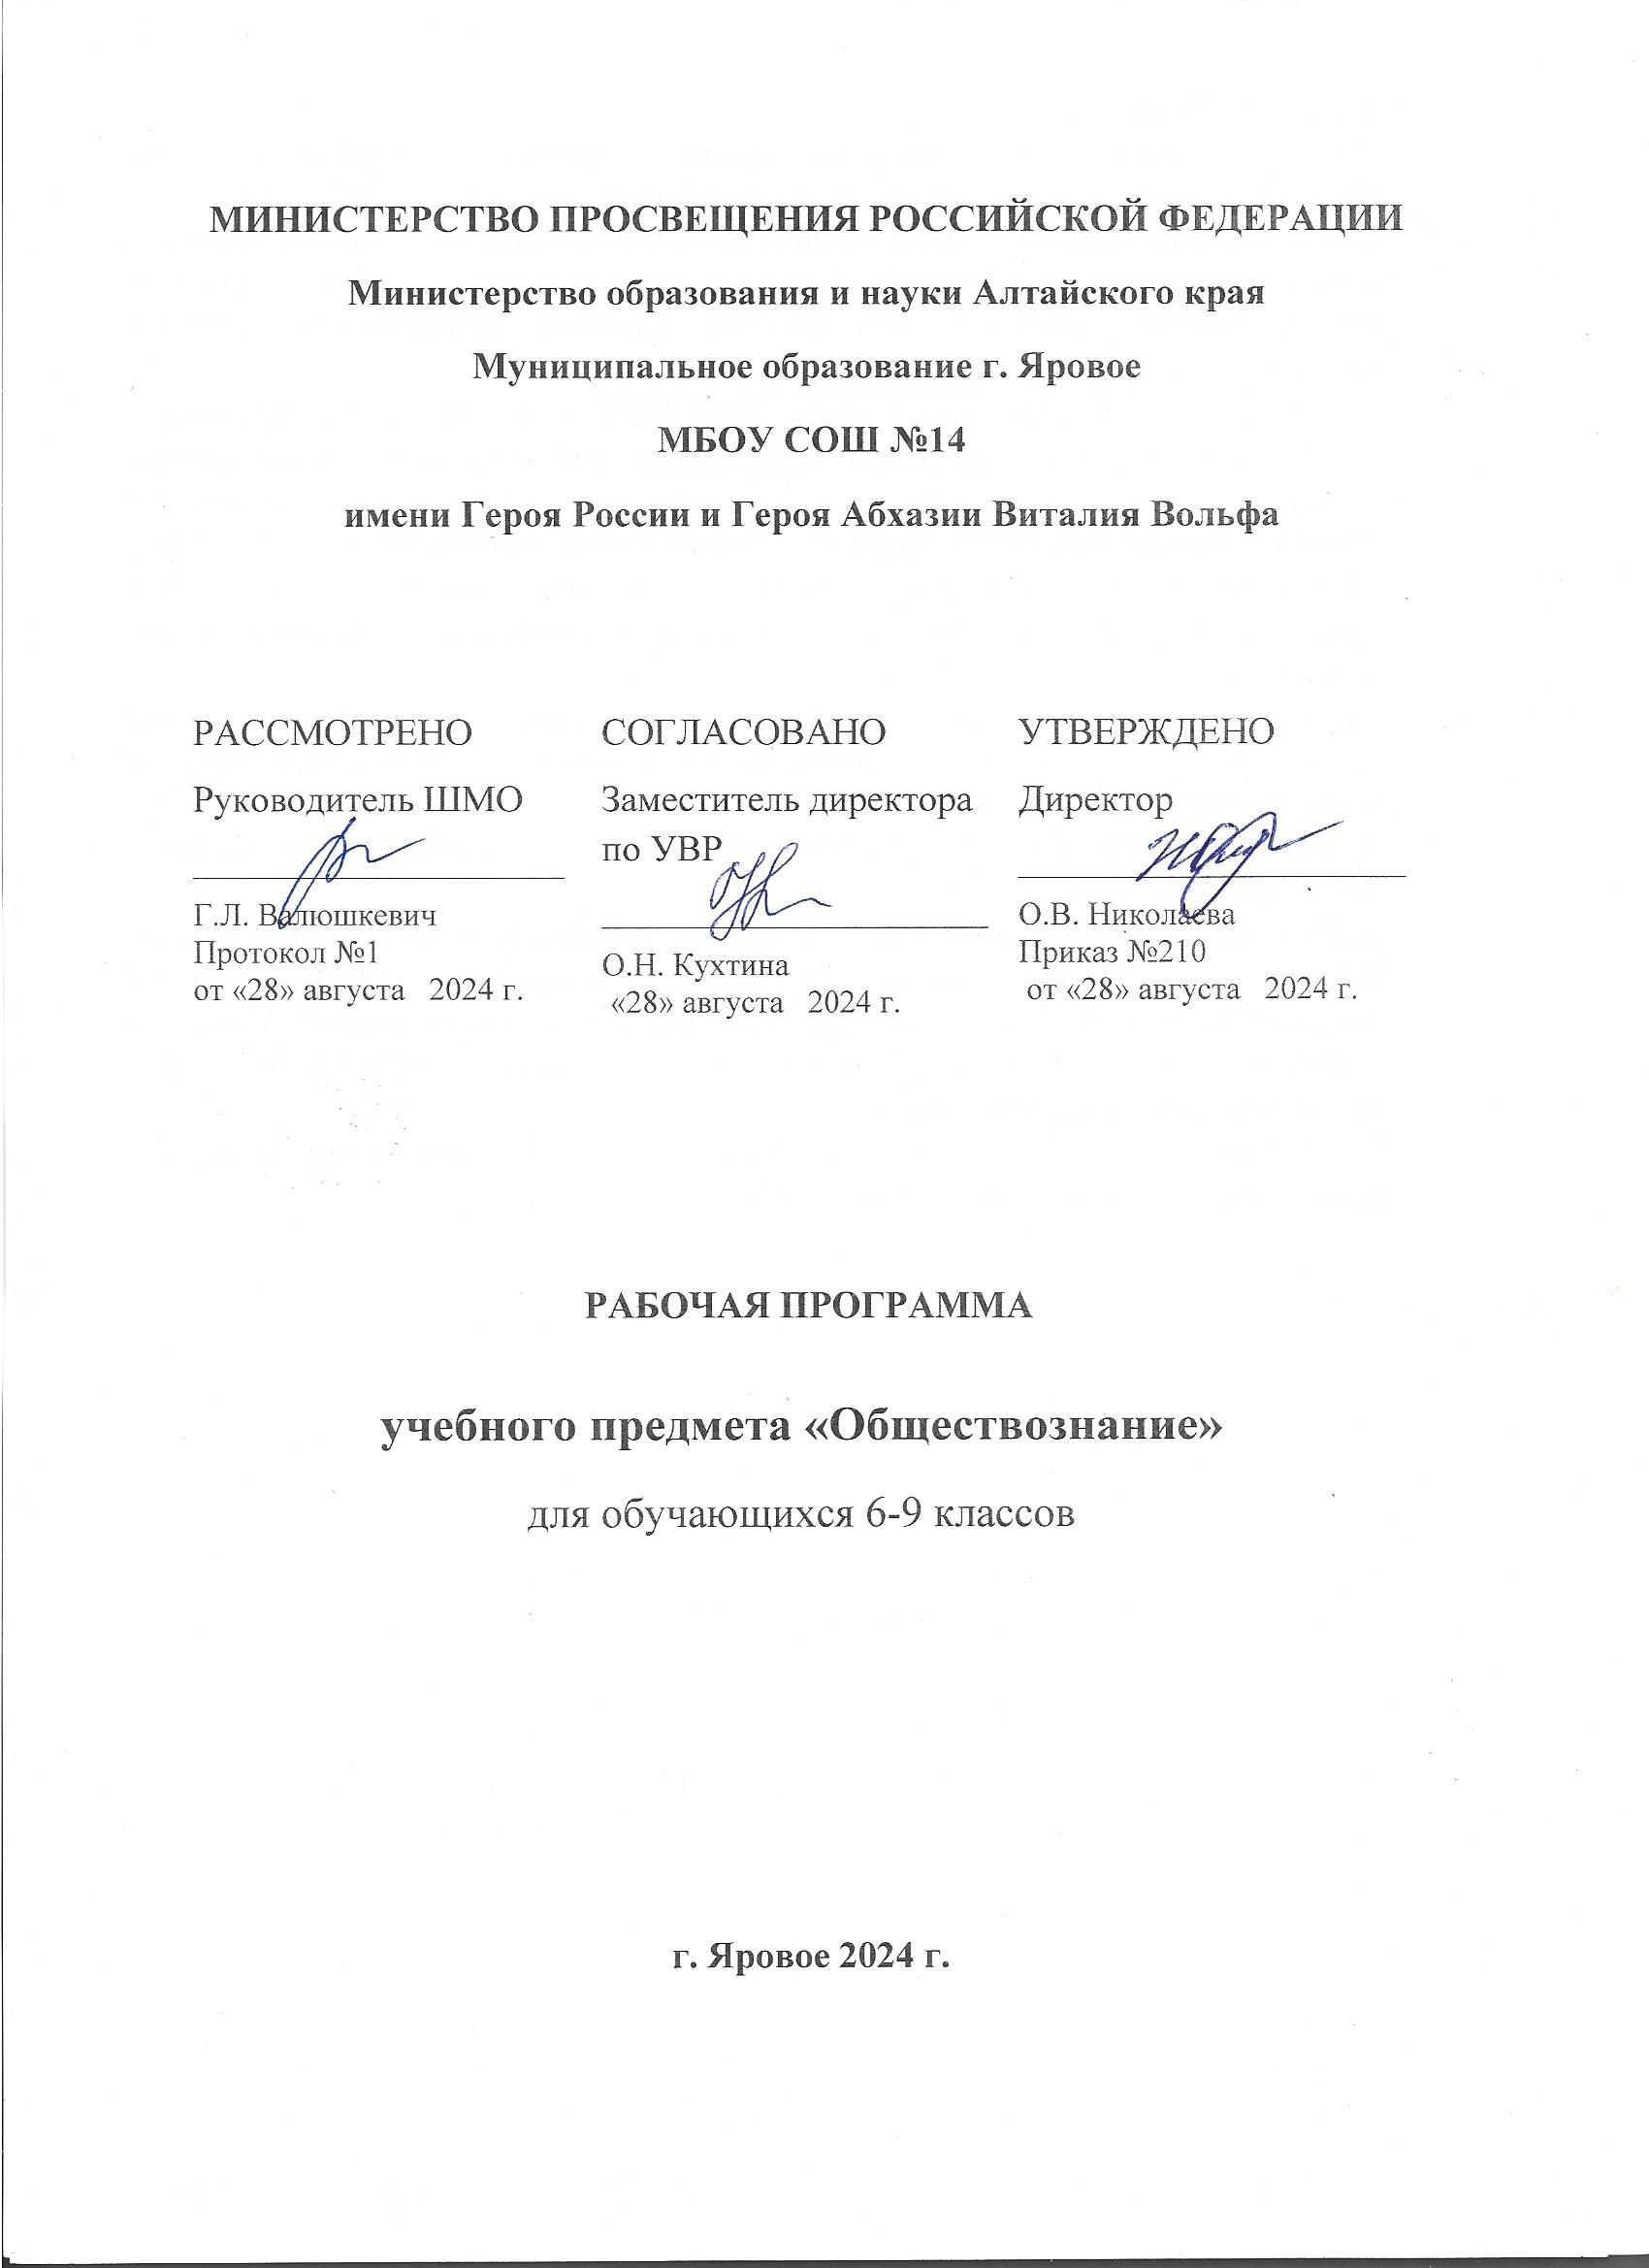 МИНИСТЕРСТВО ПРОСВЕЩЕНИЯ РОССИЙСКОЙ ФЕДЕРАЦИИ
Министерство образования и науки Алтайского края
Муниципальное образование г. Яровое
МБОУ СОШ №14
имени Героя России и Героя Абхазии Виталия Вольфа
РАССМОТРЕНО
Руководитель ШМО
Г.Л. Валюшкевич
Протокол №1
от «28» августа 2024 г.
СОГЛАСОВАНО
Заместитель директора
по УВР
О.Н. Кухтина
«28» августа 2024 г.
УТВЕРЖДЕНО
Директор
О.В. Николаева
Приказ №210
от «28» августа 2024 г.
РАБОЧАЯ ПРОГРАММА
учебного предмета «Обществознание»
для обучающихся 6-9 классов
г. Яровое 2024 г.